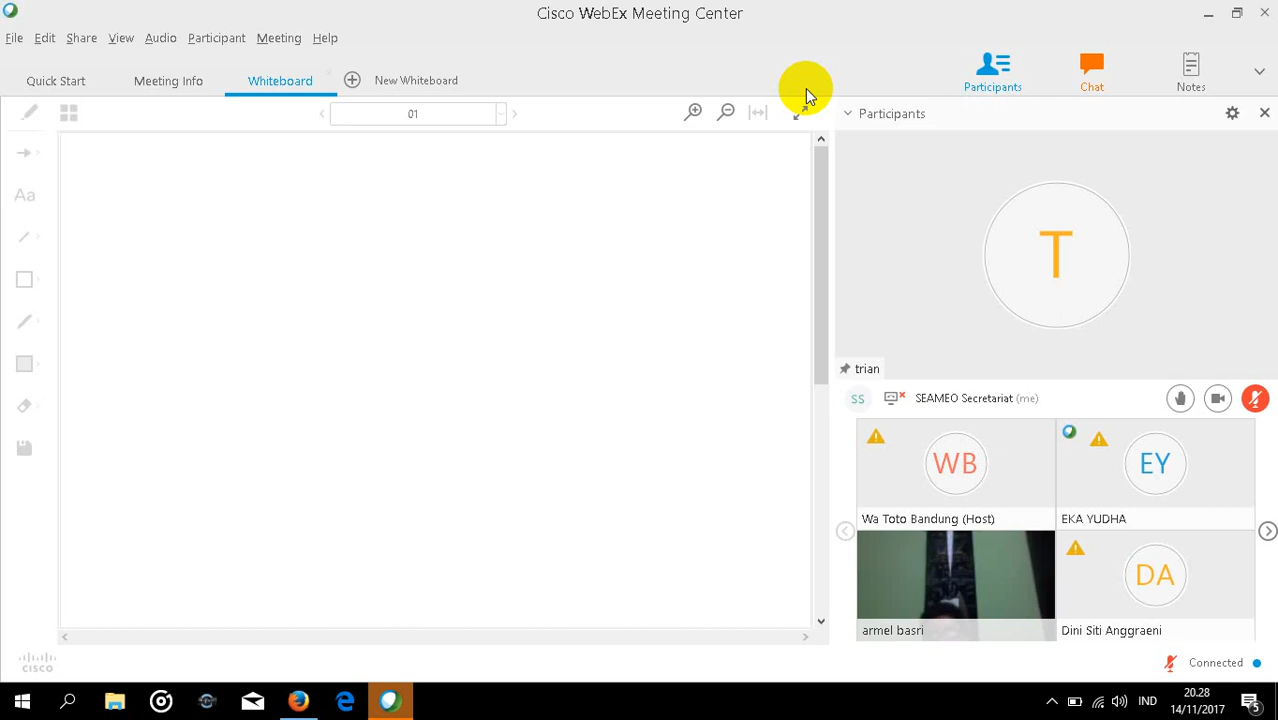 Cisco WebEx Meeting Center
File Edit Share View Audio Participant Meeting Help
Quick Start Meeting Info Whiteboard New Whiteboard
Participants Chat Notes
01
Aa
Participants
T
trian
SS SEAMEO Secretariat (me)
WB EY
Wa Toto Bandung (Host) EKA YUDHA
DA
armel basri Dini Siti Anggraeni
cisco
Connected
IND
20.28
14/11/2017
5